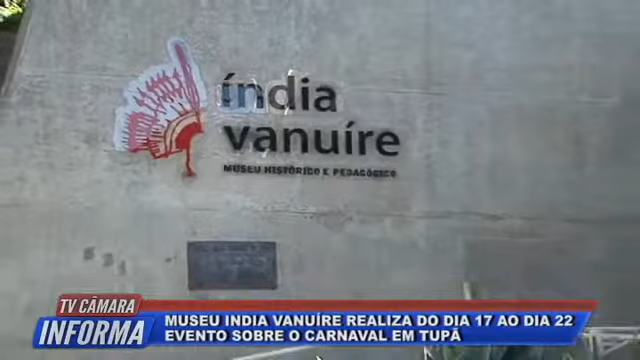 índia
vanuíre
MUSEU HISTÓRICO E PEDAGÓGICO
TV CÂMARA
INFORMA
MUSEU INDIA VANUÍRE REALIZA DO DIA 17 AO DIA 22
EVENTO SOBRE O CARNAVAL EM TUPÃ